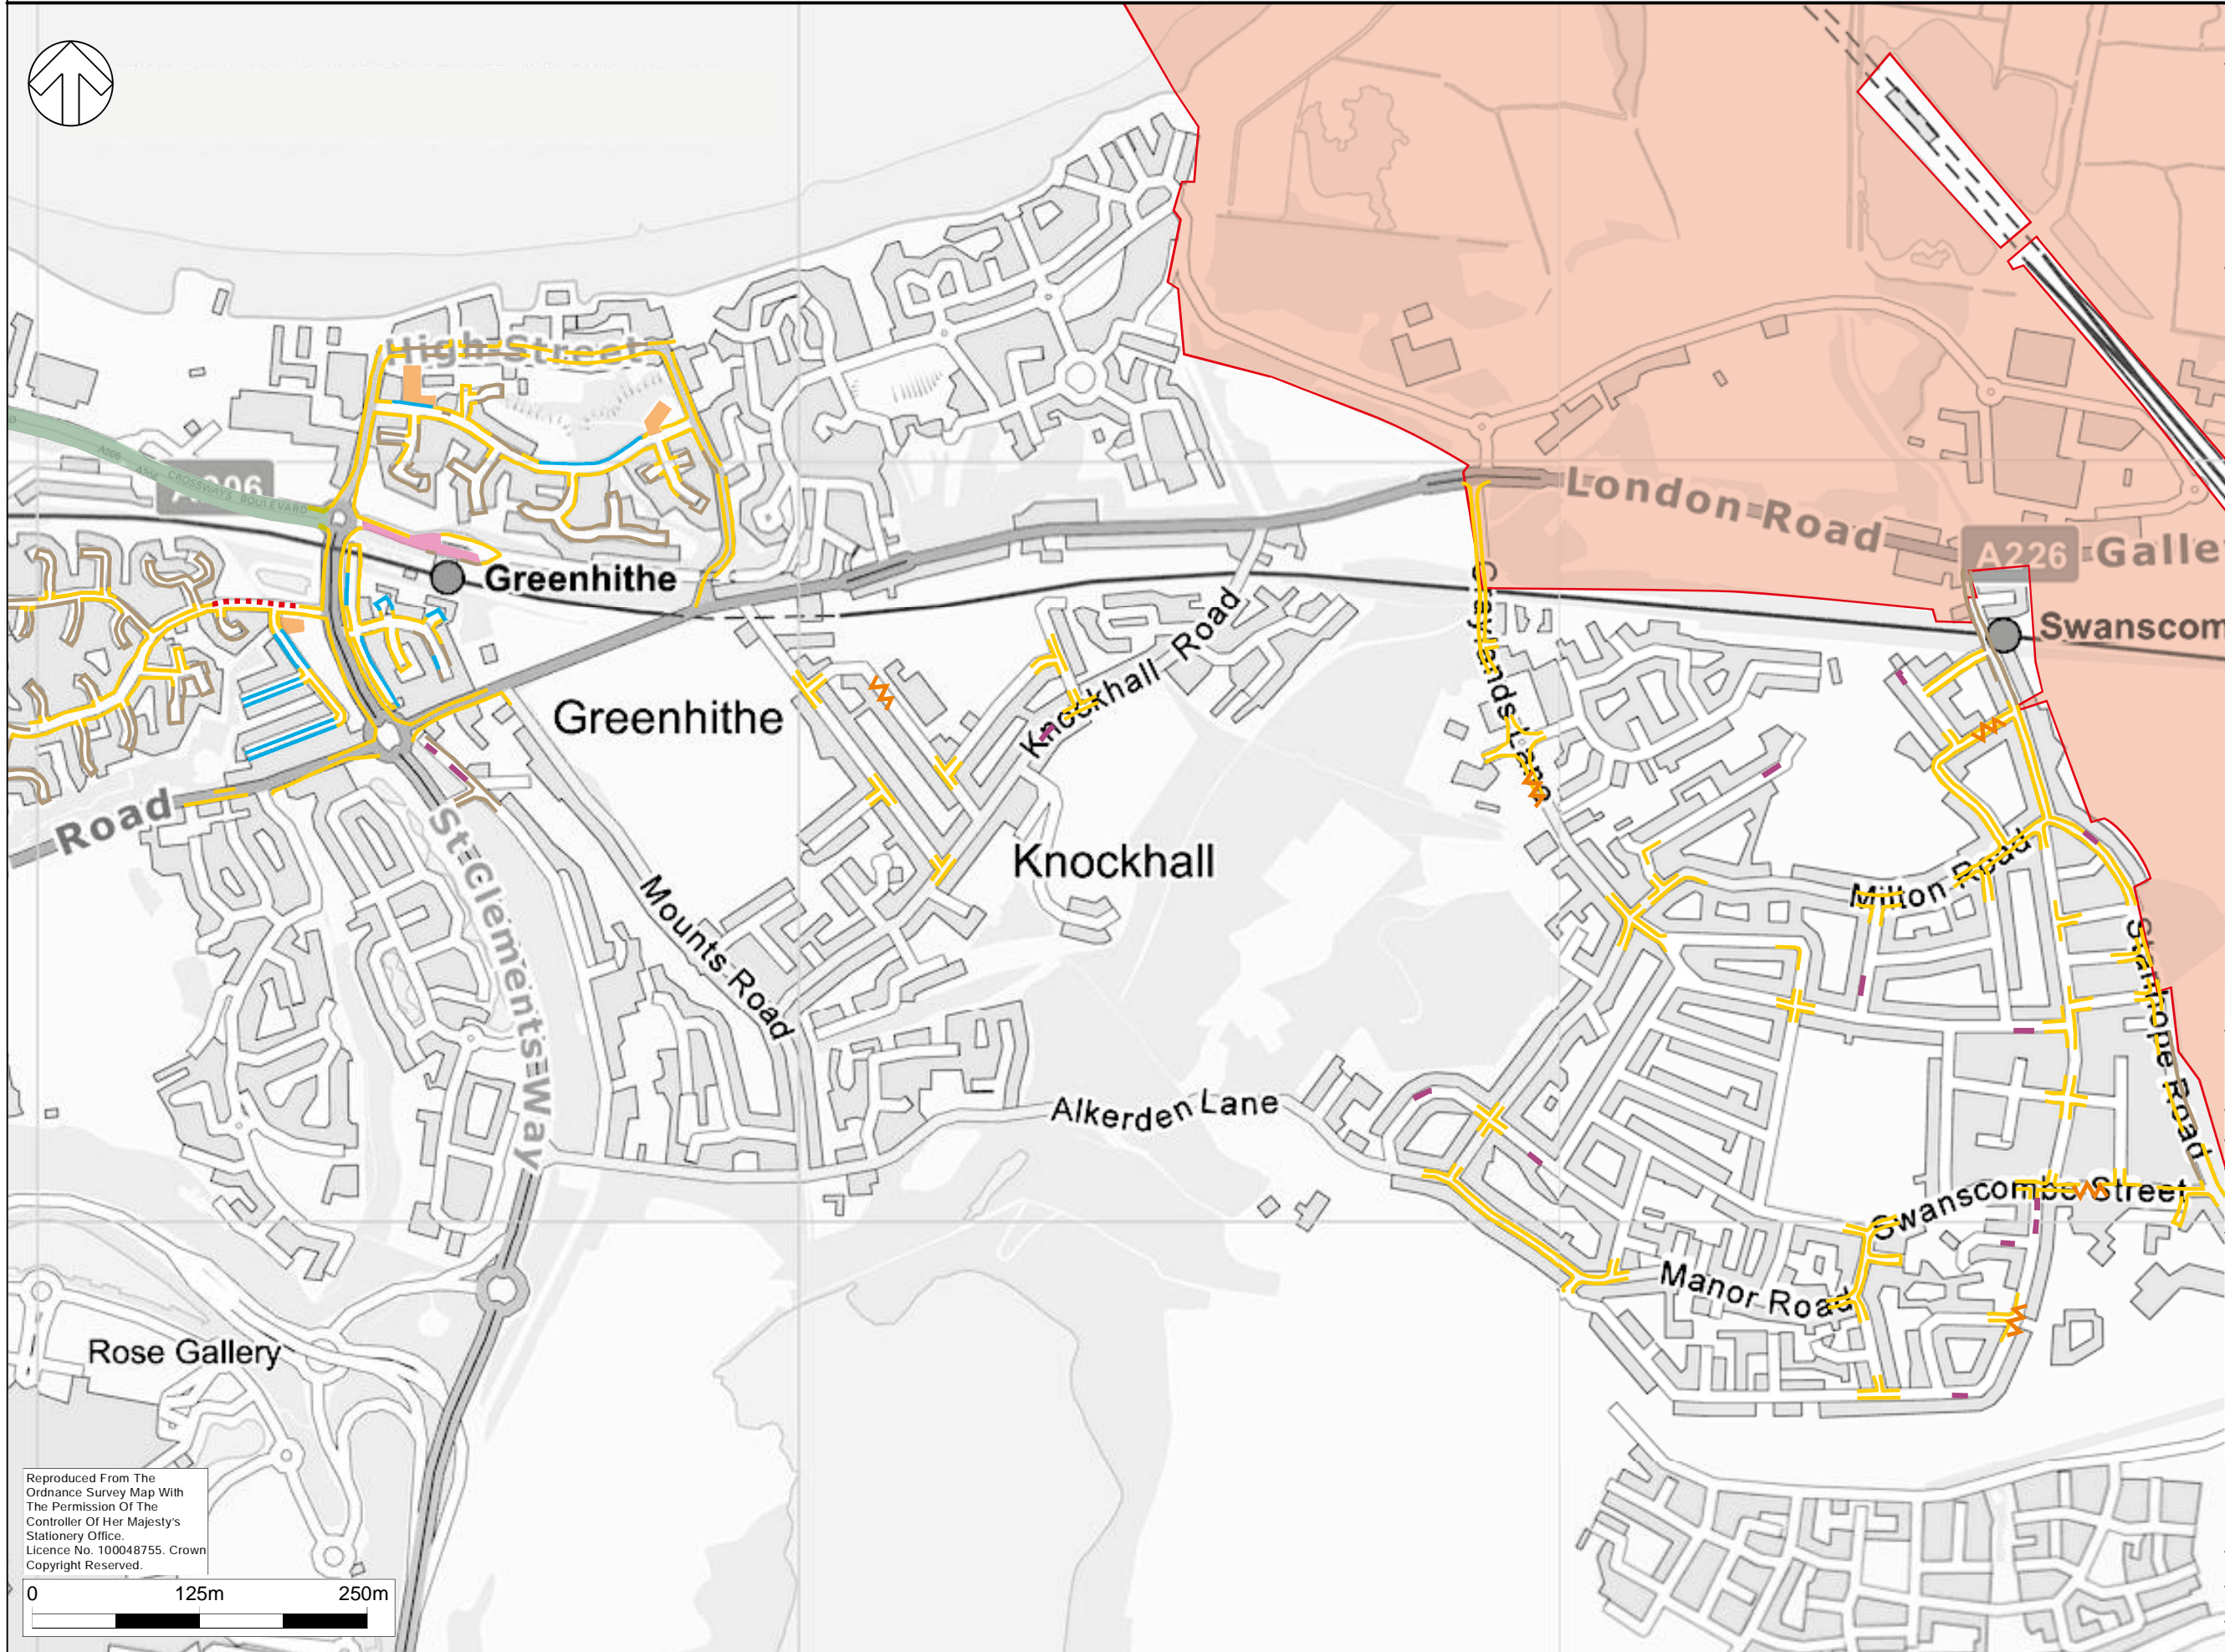 High Street
A206
A206
CROSSWAYS BOULEVARD
London Road
A226
Galle
Greenhithe
Swanscom
Knockhall Road
Craylands Lane
Greenhithe
Road
St Clements Way
Knockhall
Milton Road
Mounts Road
Stanhope Road
Alkerden Lane
Swanscombe Street
Manor Road
Rose Gallery
Reproduced From The
Ordnance Survey Map With
The Permission Of The
Controller Of Her Majesty's
Stationery Office.
Licence No. 100048755. Crown
Copyright Reserved.
0 125m 250m